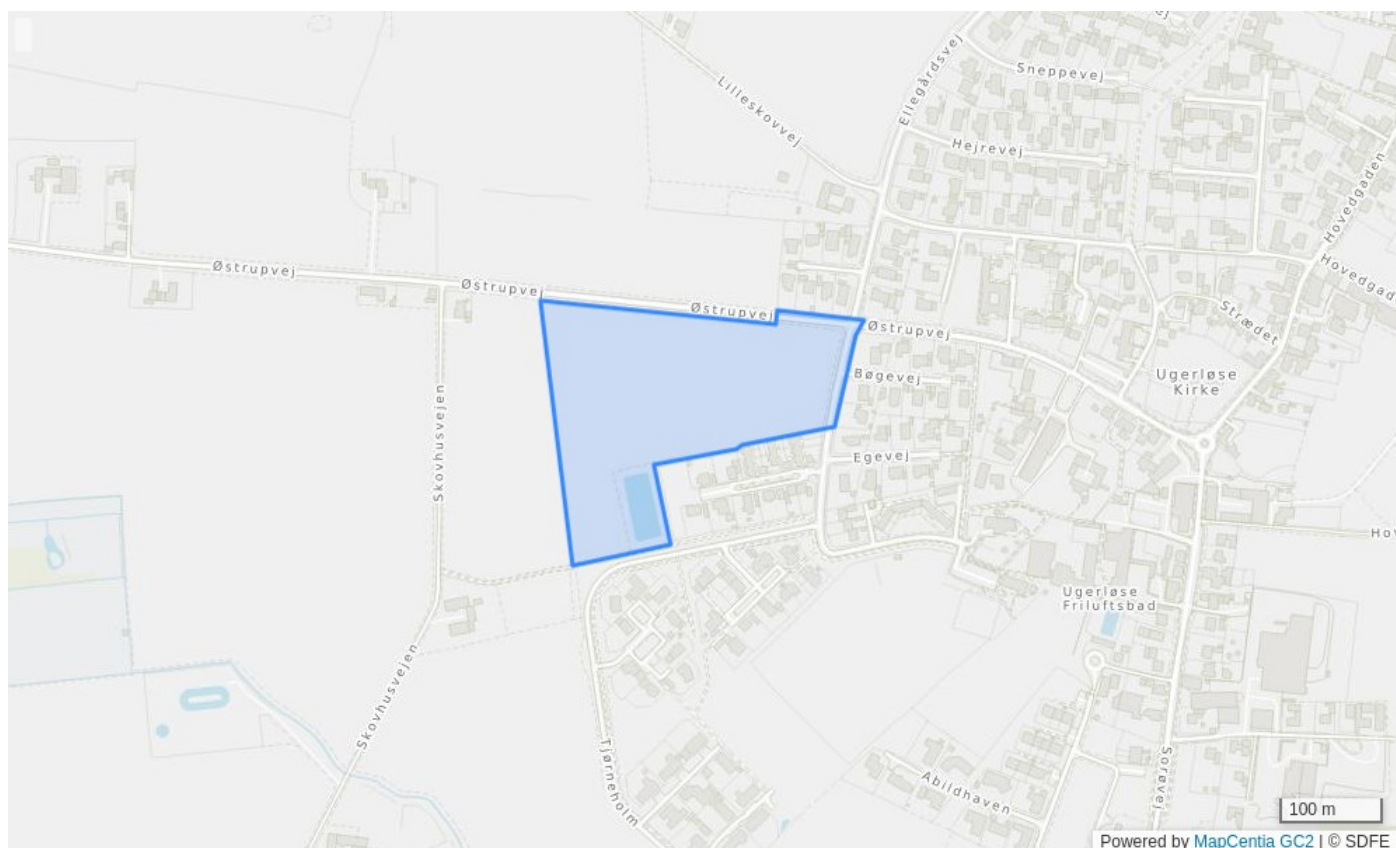 Sneppevej
Ellegårdsvej
Lilleskovvej
Hejrevej
Hovedgaden
Hovedgad
Østrupvej
Østrupvej
Østrupvej
Østrupvej
Strædet
Bøgevej
Ugerløse
Kirke
Skovhusvejen
Egevej
Hov
Ugerløse
Friluftsbad
Skovhusvejen
Tjørneholm
Abildhaven
Sorøvej
100 m
Powered by MapCentia GC2 | © SDFE